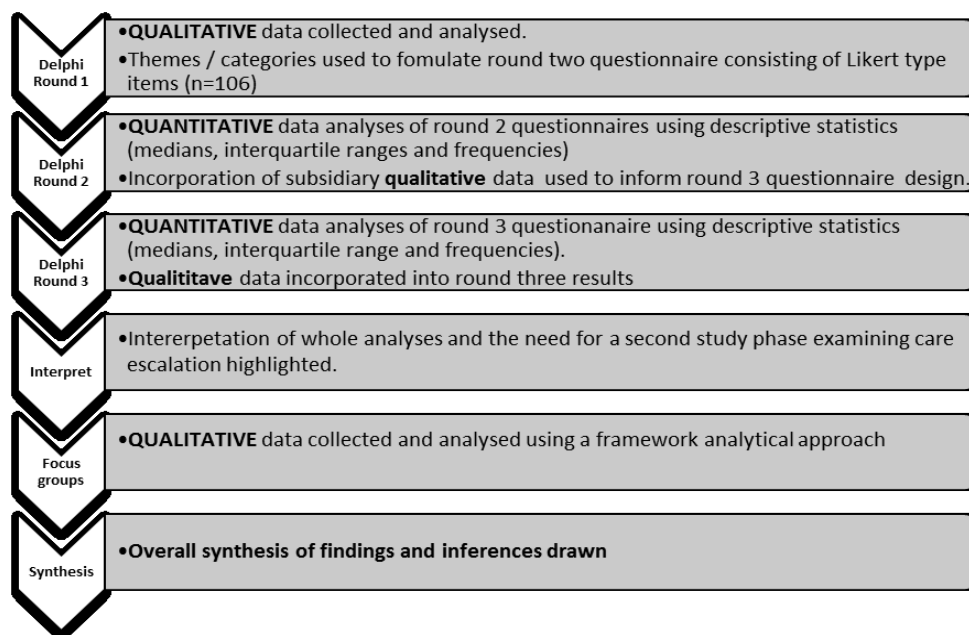 Delphi
Round 1
•QUALITATIVE data collected and analysed.
•Themes / categories used to fomulate round two questionnaire consisting of Likert type
items (n=106)
Delphi
Round 2
•QUANTITATIVE data analyses of round 2 questionnaires using descriptive statistics
(medians, interquartile ranges and frequencies)
•Incorporation of subsidiary qualitative data used to inform round 3 questionnaire design.
Delphi
Round 3
•QUANTITATIVE data analyses of round 3 questionanaire using descriptive statistics
(medians, interquartile range and frequencies).
•Qualititave data incorporated into round three results
Interpret
•Intererpetation of whole analyses and the need for a second study phase examining care
escalation highlighted.
Focus
groups
•QUALITATIVE data collected and analysed using a framework analytical approach
Synthesis
•Overall synthesis of findings and inferences drawn